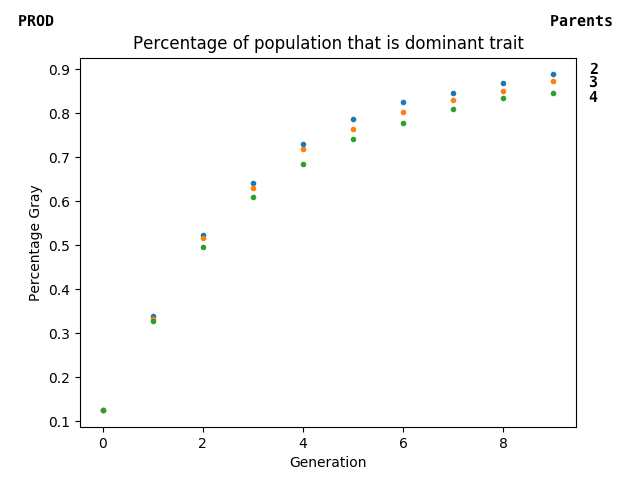 PROD Parents
Percentage of population that is dominant trait
2
3
4
Percentage Gray
0.9
0.8
0.7
0.6
0.5
0.4
0.3
0.2
0.1
0 2 4 6 8
Generation